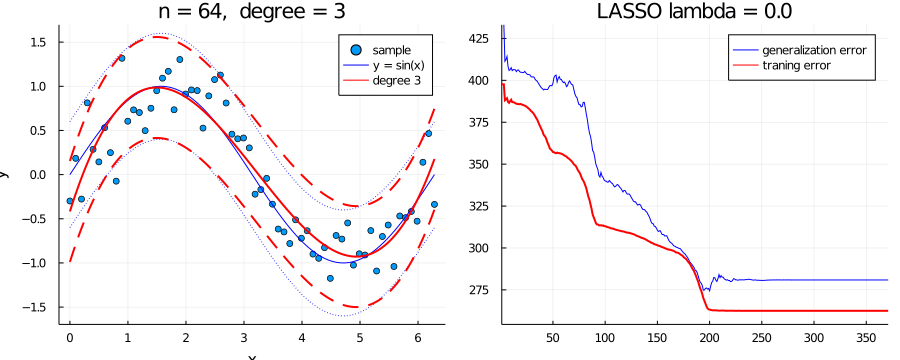 n = 64, degree = 3
1.5
1.0
0.5
0.0
−0.5
−1.0
−1.5
y
0 1 2 3 4 5 6
x
sample
y = sin(x)
degree 3
LASSO lambda = 0.0
425
400
375
350
325
300
275
50 100 150 200 250 300 350
generalization error
traning error